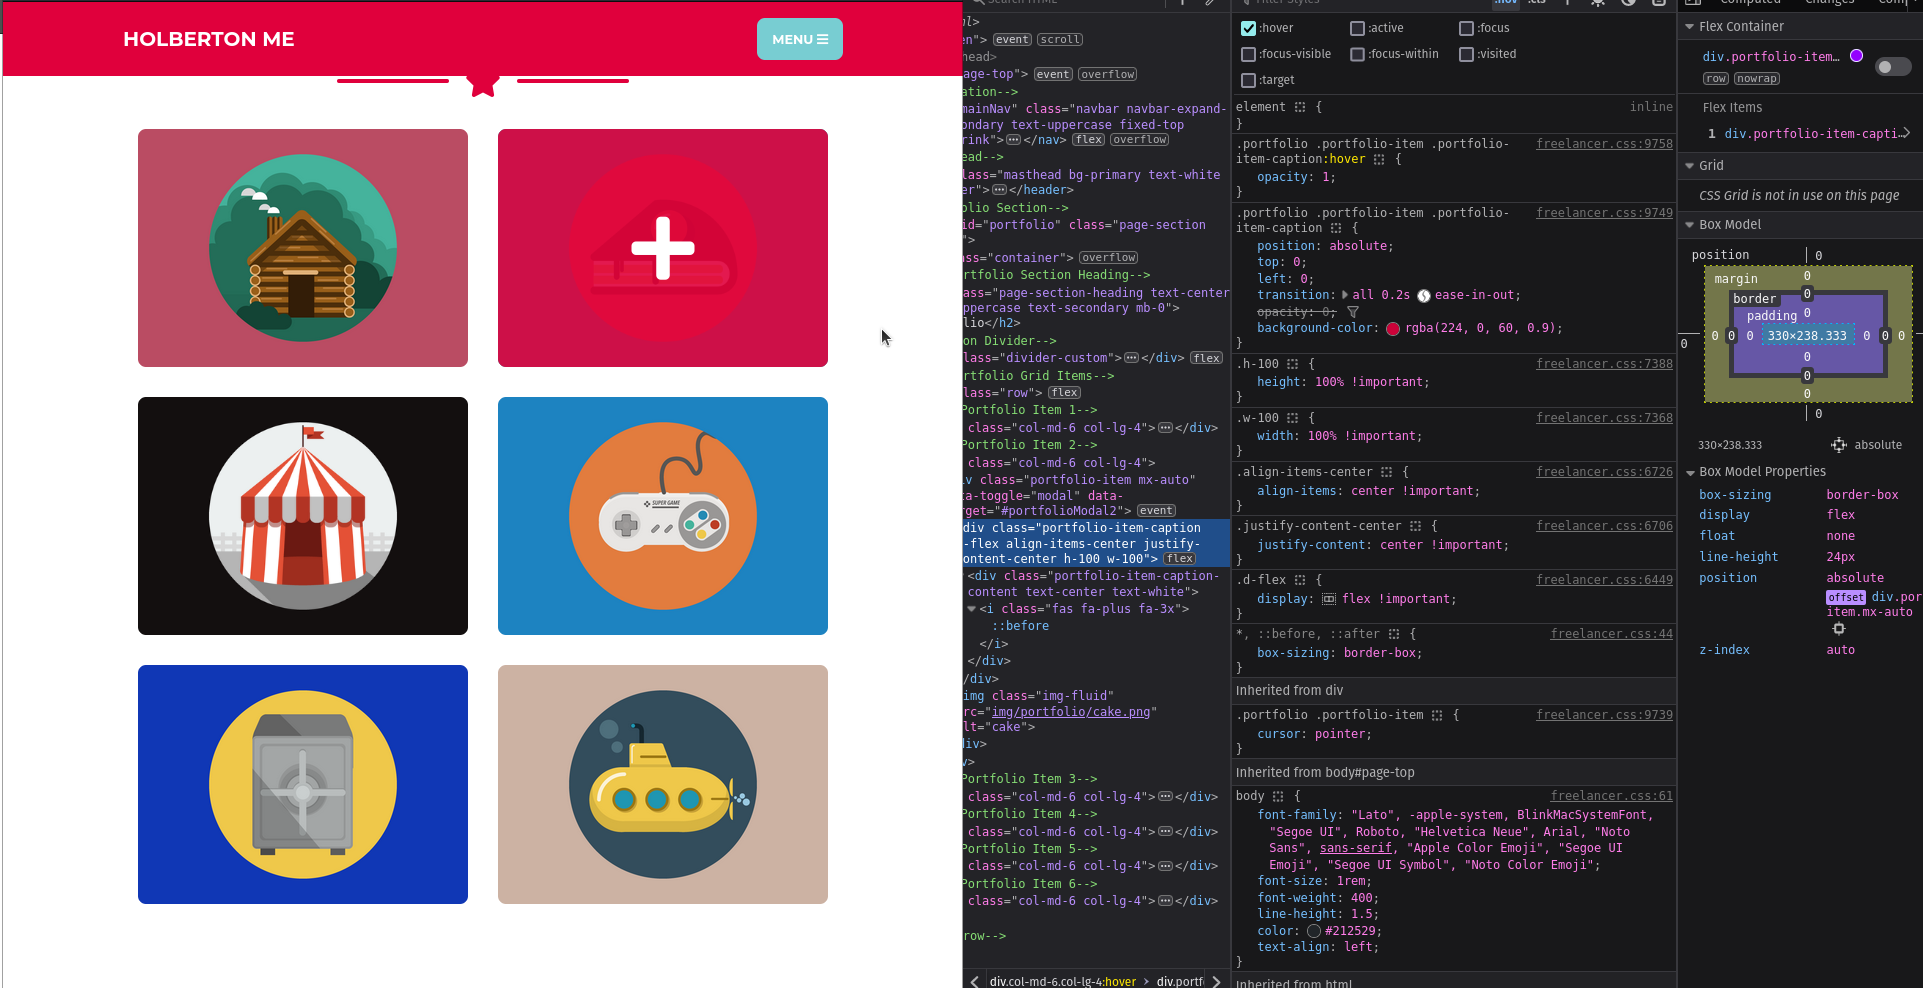 HOLBERTON ME
MENU
SUPER GAME
Search HTML
nl>
en"> event scroll
head>
age-top"> event overflow
ation-->
mainNav" class="navbar navbar-expand-
ondary text-uppercase fixed-top
rink"> </nav> flex overflow
ead-->
lass="masthead bg-primary text-white
er"> </header>
olio Section-->
id="portfolio" class="page-section
">
ass="container"> overflow
rtfolio Section Heading-->
ass="page-section-heading text-center
ppercase text-secondary mb-0">
lio</h2>
on Divider-->
class="divider-custom"> </div> flex
rtfolio Grid Items-->
lass="row"> flex
Portfolio Item 1-->
class="col-md-6 col-lg-4"> </div>
Portfolio Item 2-->
class="col-md-6 col-lg-4">
iv class="portfolio-item mx-auto"
ta-toggle="modal" data-
rget="#portfolioModal2"> event
div class="portfolio-item-caption
-flex align-items-center justify-
ontent-center h-100 w-100"> flex
<div class="portfolio-item-caption-
content text-center text-white">
<i class="fas fa-plus fa-3x">
::before
</i>
</div>
/div>
img class="img-fluid"
rc="img/portfolio/cake.png"
lt="cake">
div>
v>
Portfolio Item 3-->
class="col-md-6 col-lg-4"> </div>
Portfolio Item 4-->
class="col-md-6 col-lg-4"> </div>
Portfolio Item 5-->
class="col-md-6 col-lg-4"> </div>
Portfolio Item 6-->
class="col-md-6 col-lg-4"> </div>
row-->
div.col-md-6.col-lg-4:hover > div.portf
Filter Styles :hov .cls
:hover :active :focus
:focus-visible :focus-within :visited
:target
element { inline
}
.portfolio .portfolio-item .portfolio- freelancer.css:9758
item-caption:hover {
opacity: 1;
}
.portfolio .portfolio-item .portfolio- freelancer.css:9749
item-caption {
position: absolute;
top: 0;
left: 0;
transition: all 0.2s ease-in-out;
opacity: 0;
background-color: rgba(224, 0, 60, 0.9);
}
.h-100 { freelancer.css:7388
height: 100% !important;
}
.w-100 { freelancer.css:7368
width: 100% !important;
}
.align-items-center { freelancer.css:6726
align-items: center !important;
}
.justify-content-center { freelancer.css:6706
justify-content: center !important;
}
.d-flex { freelancer.css:6449
display: flex !important;
}
*, ::before, ::after { freelancer.css:44
box-sizing: border-box;
}
Inherited from div
.portfolio .portfolio-item { freelancer.css:9739
cursor: pointer;
}
Inherited from body#page-top
body { freelancer.css:61
font-family: "Lato", -apple-system, BlinkMacSystemFont,
"Segoe UI", Roboto, "Helvetica Neue", Arial, "Noto
Sans", sans-serif, "Apple Color Emoji", "Segoe UI
Emoji", "Segoe UI Symbol", "Noto Color Emoji";
font-size: 1rem;
font-weight: 400;
line-height: 1.5;
color: #212529;
text-align: left;
}
Inherited from html
Computed Changes
Flex Container
div.portfolio-item…
row nowrap
Flex Items
1 div.portfolio-item-capti…
Grid
CSS Grid is not in use on this page
Box Model
position 0
margin 0
border 0
padding 0
0 0 0 0 330×238.333 0 0 0
0
0
0
0
330×238.333 absolute
Box Model Properties
box-sizing border-box
display flex
float none
line-height 24px
position absolute
offset div.por
item.mx-auto
z-index auto